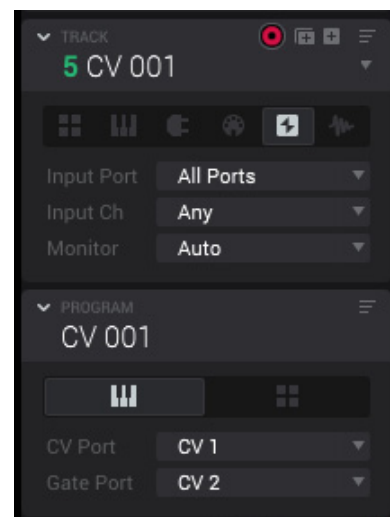 TRACK
5 CV 001
Input Port All Ports
Input Ch Any
Monitor Auto
PROGRAM
CV 001
CV Port CV 1
Gate Port CV 2